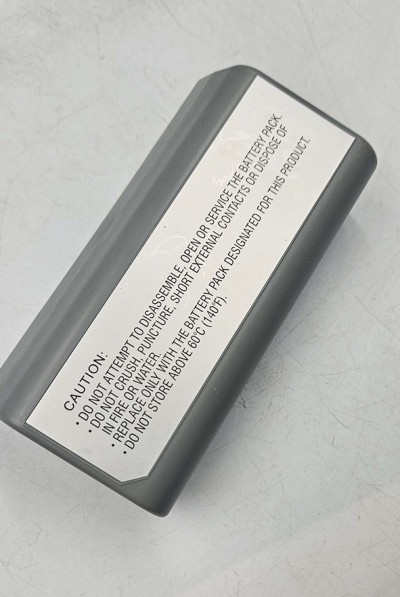 CAUTION:
• DO NOT ATTEMPT TO DISASSEMBLE, OPEN OR SERVICE THE BATTERY PACK.
• DO NOT CRUSH, PUNCTURE, SHORT EXTERNAL CONTACTS OR DISPOSE OF
IN FIRE OR WATER.
• REPLACE ONLY WITH THE BATTERY PACK DESIGNATED FOR THIS PRODUCT.
• DO NOT STORE ABOVE 60°C (140°F).